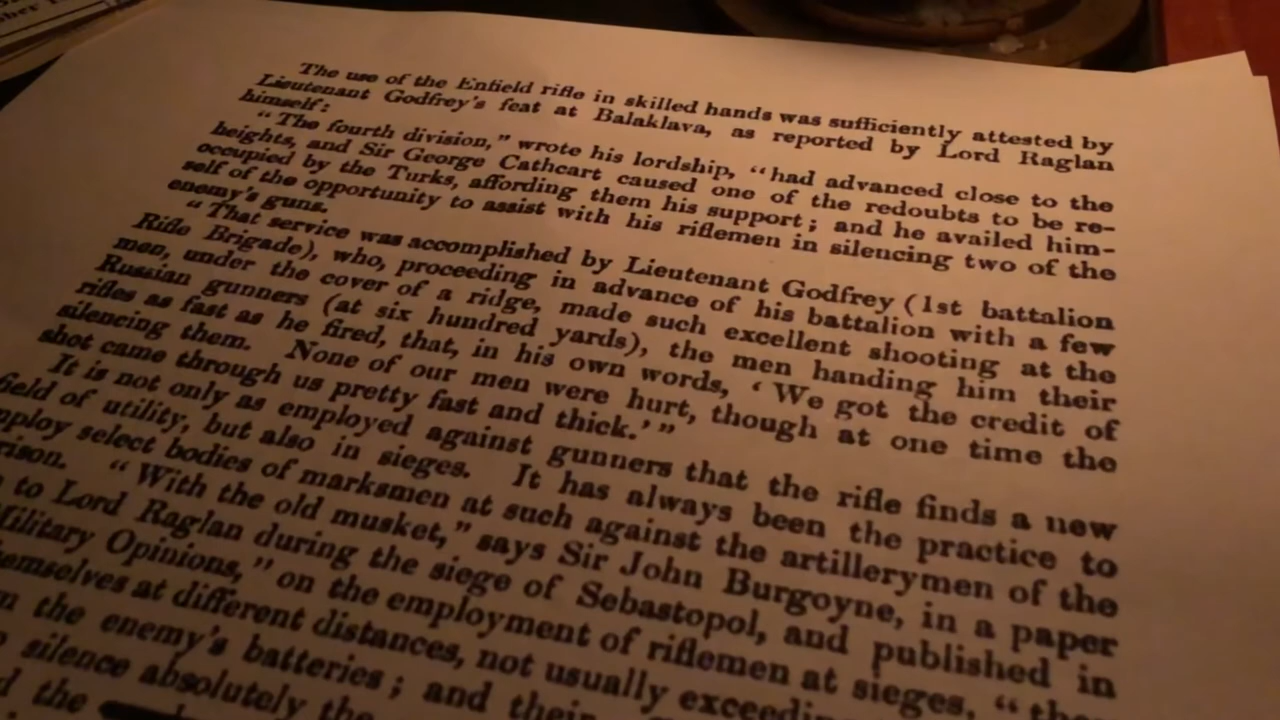 The use of the Enfield rifle in skilled hands was sufficiently attested by
Lieutenant Godfrey's feat at Balaklava, as reported by Lord Raglan
himself:
"The fourth division," wrote his lordship, "had advanced close to the
heights, and Sir George Cathcart caused one of the redoubts to be re-
occupied by the Turks, affording them his support; and he availed him-
self of the opportunity to assist with his riflemen in silencing two of the
enemy's guns.
"That service was accomplished by Lieutenant Godfrey (1st battalion
Rifle Brigade), who, proceeding in advance of his battalion with a few
men, under the cover of a ridge, made such excellent shooting at the
Russian gunners (at six hundred yards), the men handing him their
rifles as fast as he fired, that, in his own words, 'We got the credit of
silencing them. None of our men were hurt, though at one time the
shot came through us pretty fast and thick.'"
It is not only as employed against gunners that the rifle finds a new
field of utility, but also in sieges. It has always been the practice to
employ select bodies of marksmen at such against the artillerymen of the
rison. "With the old musket," says Sir John Burgoyne, in a paper
to Lord Raglan during the siege of Sebastopol, and published in
Military Opinions," on the employment of riflemen at sieges, "
emselves at different distances, not usually
the enemy's batteries; and their
silence absolutely the
the